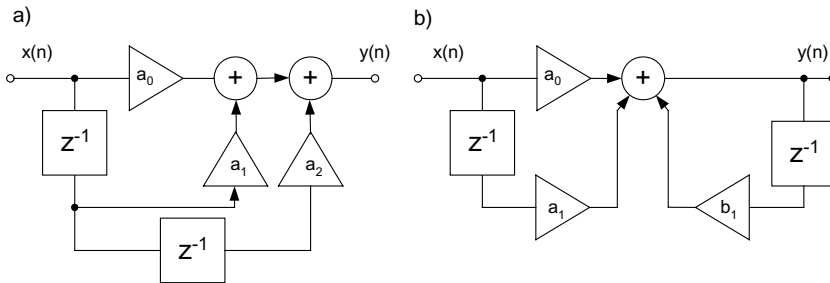 a)
x(n)
a₀
+
+
y(n)
z⁻¹
a₁
a₂
z⁻¹
b)
x(n)
a₀
+
y(n)
z⁻¹
z⁻¹
a₁
b₁